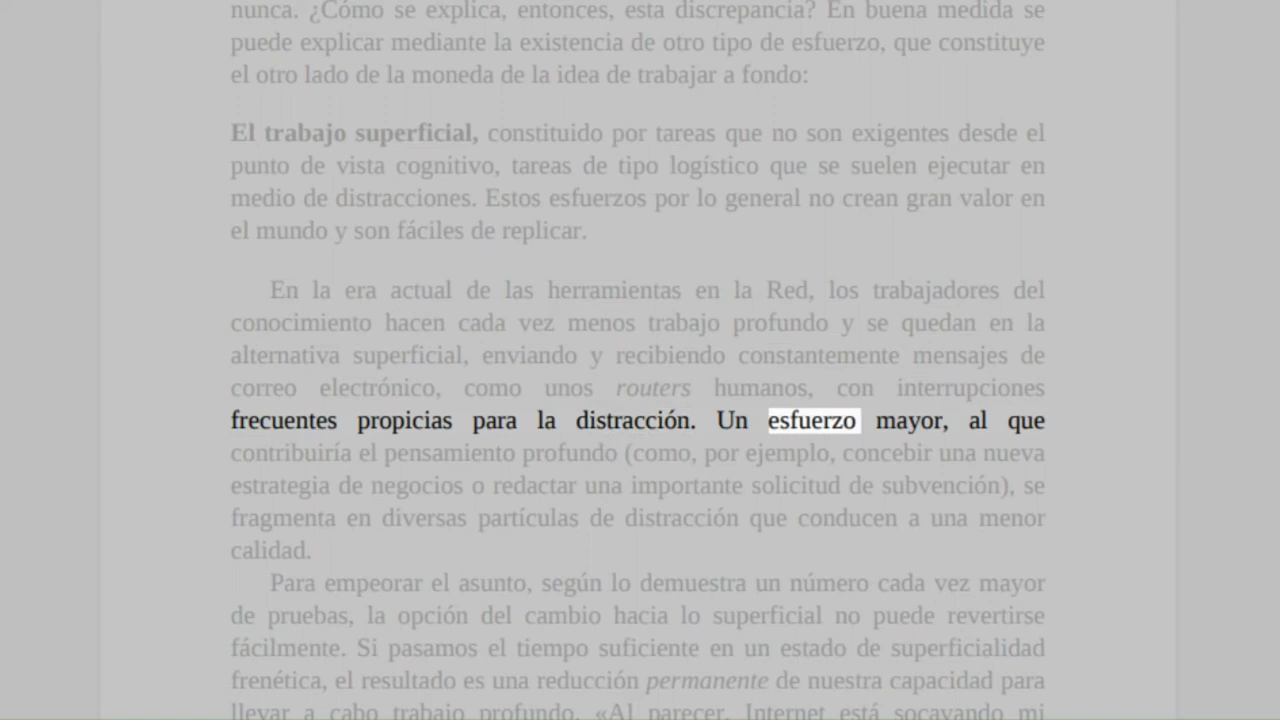 nunca. ¿Cómo se explica, entonces, esta discrepancia? En buena medida se
puede explicar mediante la existencia de otro tipo de esfuerzo, que constituye
el otro lado de la moneda de la idea de trabajar a fondo:
El trabajo superficial, constituido por tareas que no son exigentes desde el
punto de vista cognitivo, tareas de tipo logístico que se suelen ejecutar en
medio de distracciones. Estos esfuerzos por lo general no crean gran valor en
el mundo y son fáciles de replicar.
En la era actual de las herramientas en la Red, los trabajadores del
conocimiento hacen cada vez menos trabajo profundo y se quedan en la
alternativa superficial, enviando y recibiendo constantemente mensajes de
correo electrónico, como unos routers humanos, con interrupciones
frecuentes propicias para la distracción. Un esfuerzo mayor, al que
contribuiría el pensamiento profundo (como, por ejemplo, concebir una nueva
estrategia de negocios o redactar una importante solicitud de subvención), se
fragmenta en diversas partículas de distracción que conducen a una menor
calidad.
Para empeorar el asunto, según lo demuestra un número cada vez mayor
de pruebas, la opción del cambio hacia lo superficial no puede revertirse
fácilmente. Si pasamos el tiempo suficiente en un estado de superficialidad
frenética, el resultado es una reducción permanente de nuestra capacidad para
llevar a cabo trabajo profundo. «Al parecer, Internet está socavando mi